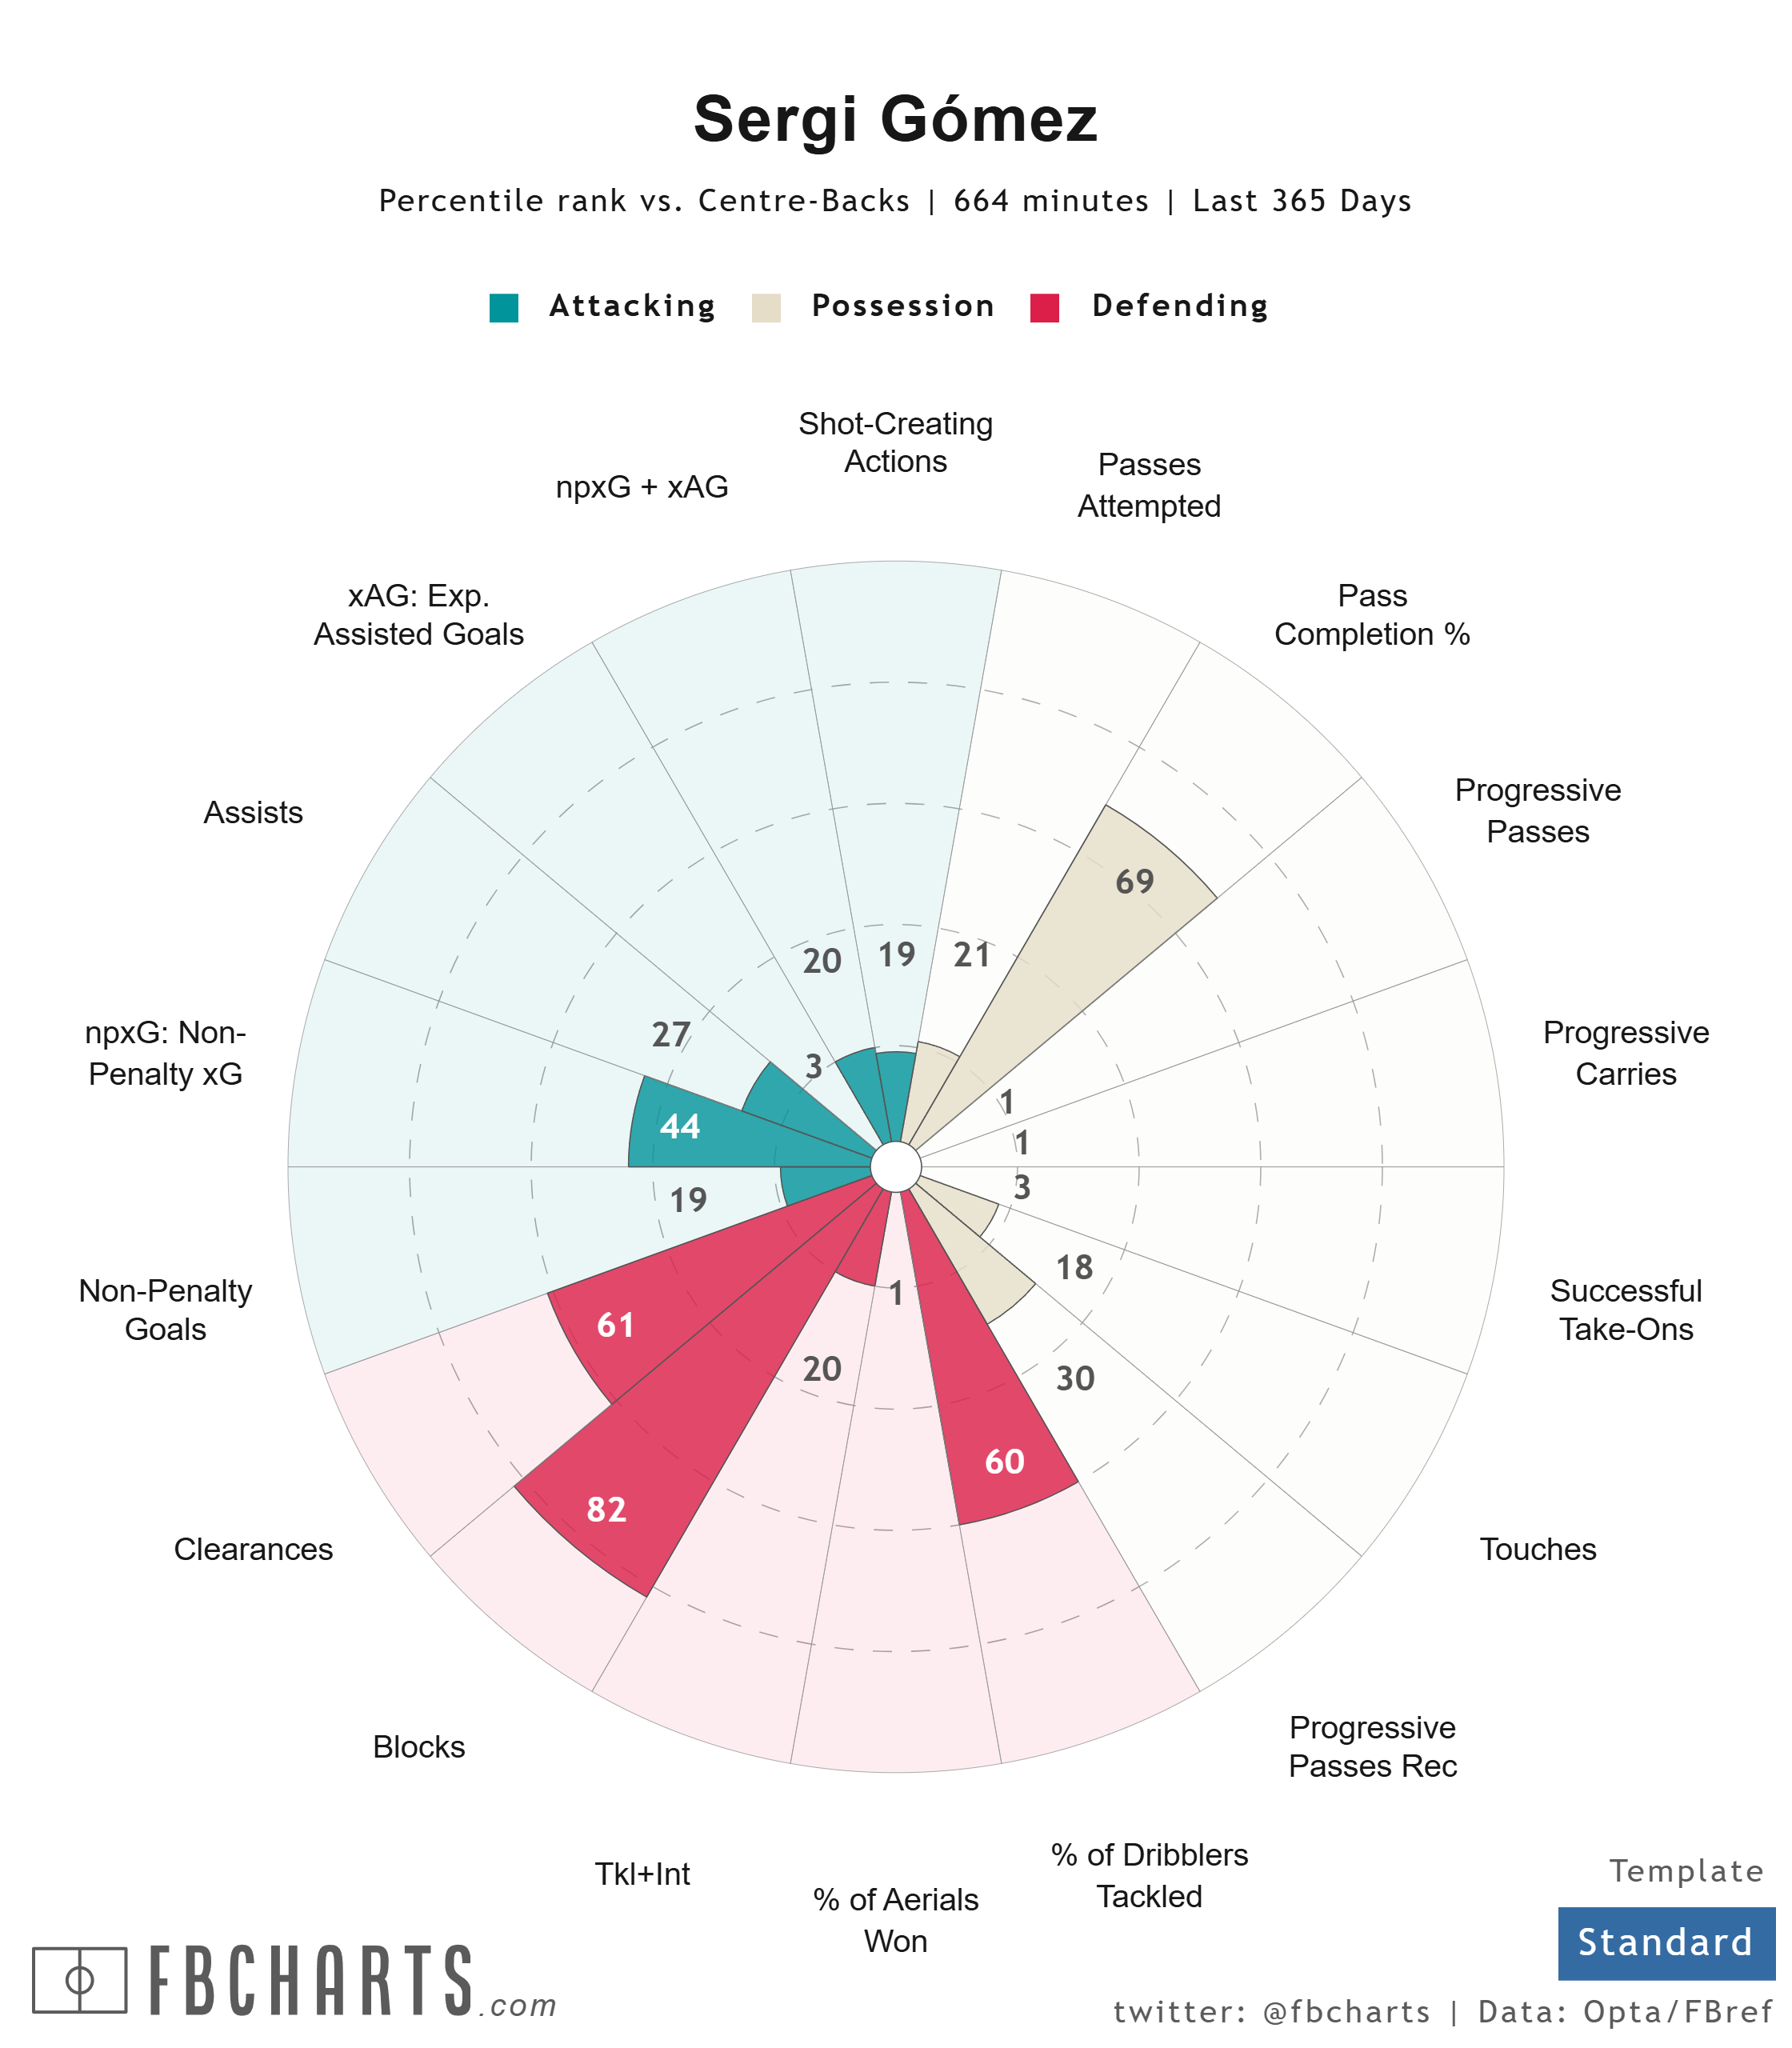 Sergi Gómez
Percentile rank vs. Centre-Backs | 664 minutes | Last 365 Days
Attacking Possession Defending
Shot-Creating
Actions
Passes
Attempted
npxG + xAG
xAG: Exp.
Assisted Goals
Pass
Completion %
Assists
Progressive
Passes
69
20
19
21
npxG: Non-
Penalty xG
27
3
1
Progressive
Carries
44
1
19
3
18
Non-Penalty
Goals
61
1
Successful
Take-Ons
20
30
60
82
Clearances
Touches
Blocks
Progressive
Passes Rec
Tkl+Int
% of Aerials
Won
% of Dribblers
Tackled
Template
Standard
FBCHARTS.com
twitter: @fbcharts | Data: Opta/FBref